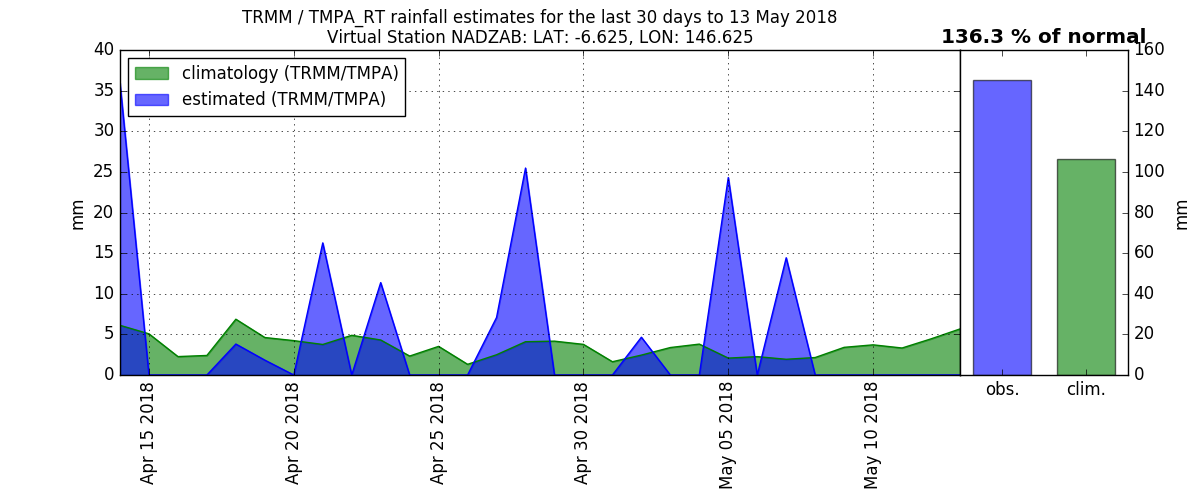 TRMM / TMPA_RT rainfall estimates for the last 30 days to 13 May 2018
Virtual Station NADZAB: LAT: -6.625, LON: 146.625
136.3 % of normal
climatology (TRMM/TMPA)
estimated (TRMM/TMPA)
40
35
30
25
20
15
10
5
0
mm
Apr 15 2018
Apr 20 2018
Apr 25 2018
Apr 30 2018
May 05 2018
May 10 2018
160
140
120
100
80
60
40
20
0
mm
obs.
clim.